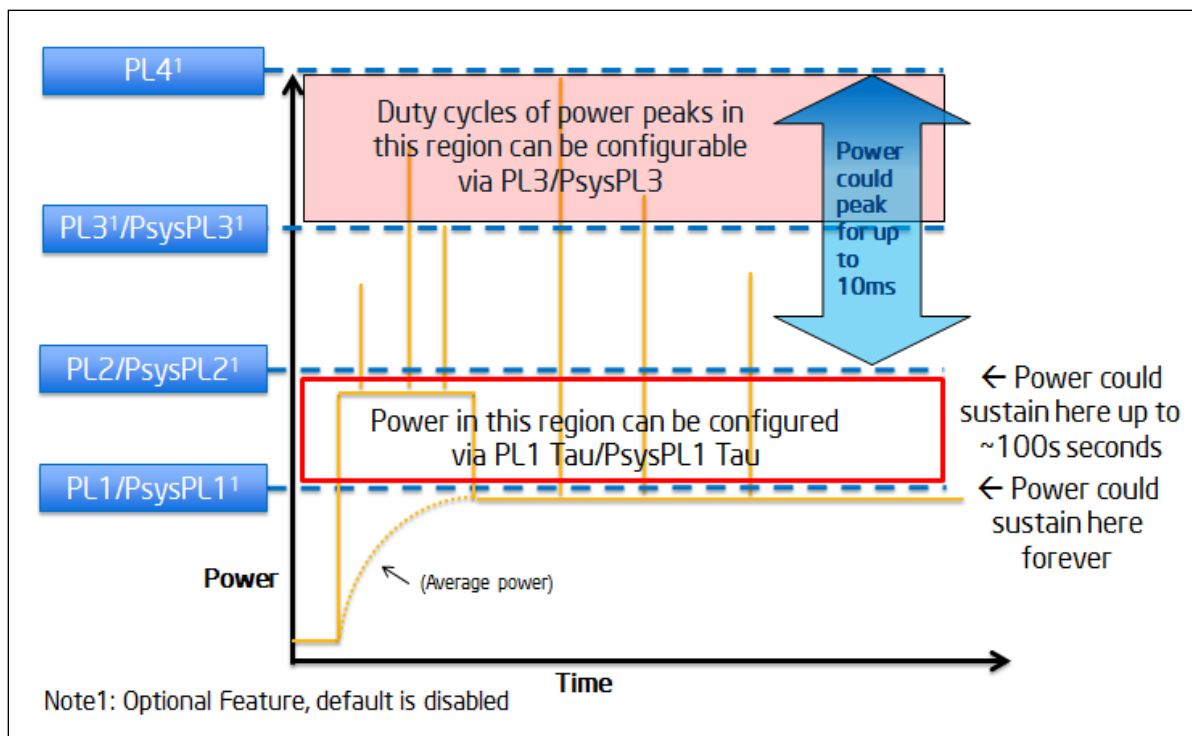 PL4¹
Duty cycles of power peaks in
this region can be configurable
via PL3/PsysPL3
Power
could
peak
for up
to
10ms
PL3¹/PsysPL3¹
PL2/PsysPL2¹
← Power could
sustain here up to
~100s seconds
Power in this region can be configured
via PL1 Tau/PsysPL1 Tau
PL1/PsysPL1¹
← Power could
sustain here
forever
Power
(Average power)
Time
Note1: Optional Feature, default is disabled